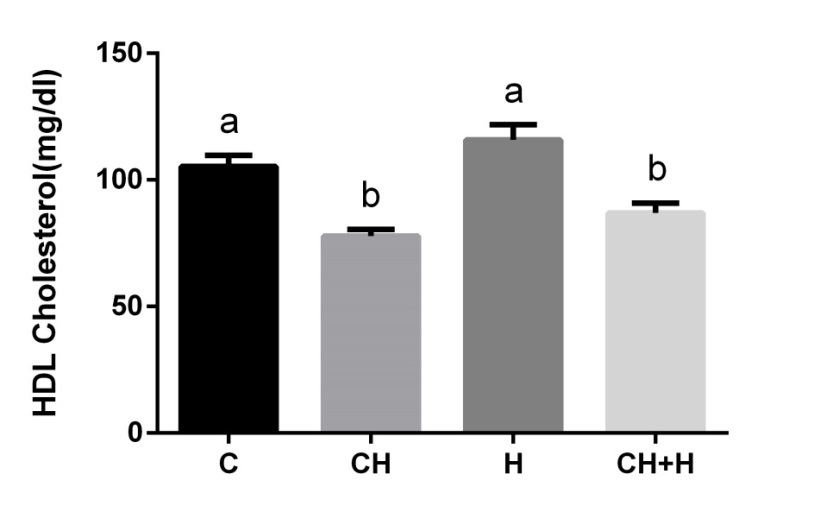 HDL Cholesterol(mg/dl)
150
100
50
0
a
b
a
b
C
CH
H
CH+H